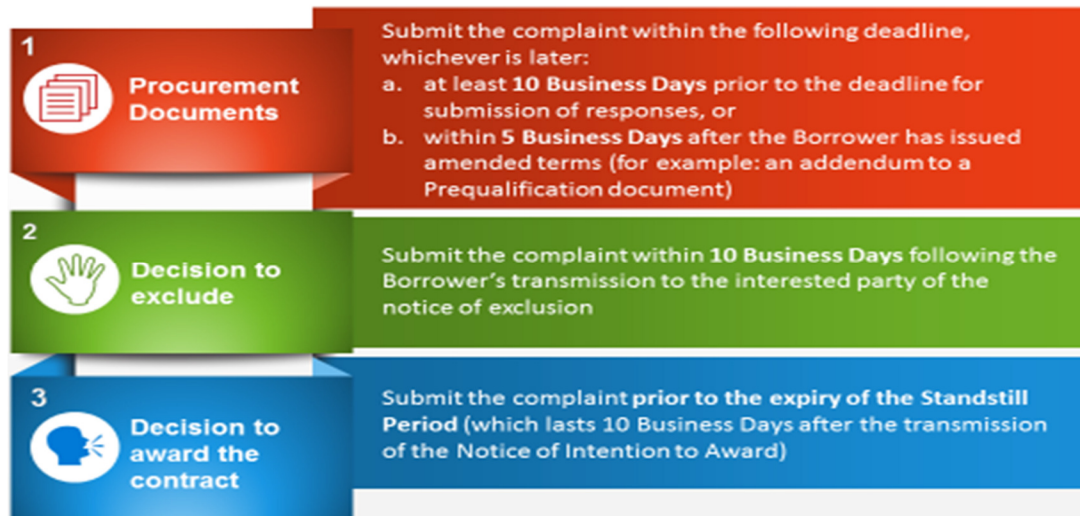 1
Procurement
Documents
Submit the complaint within the following deadline,
whichever is later:
a. at least 10 Business Days prior to the deadline for
submission of responses, or
b. within 5 Business Days after the Borrower has issued
amended terms (for example: an addendum to a
Prequalification document)
2
Decision to
exclude
Submit the complaint within 10 Business Days following the
Borrower’s transmission to the interested party of the
notice of exclusion
3
Decision to
award the
contract
Submit the complaint prior to the expiry of the Standstill
Period (which lasts 10 Business Days after the transmission
of the Notice of Intention to Award)